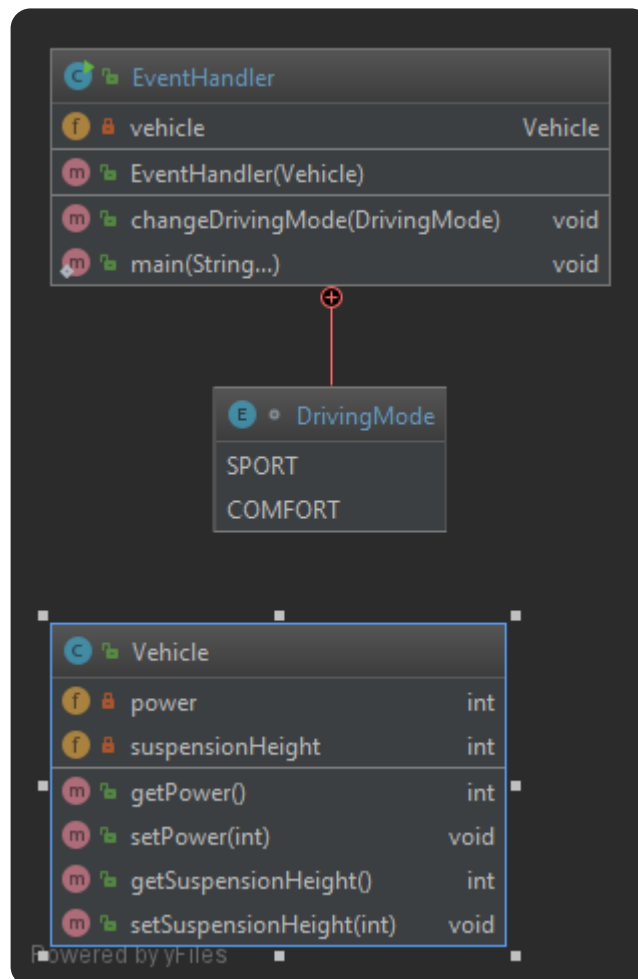 EventHandler
vehicle Vehicle
EventHandler(Vehicle)
changeDrivingMode(DrivingMode) void
main(String...) void
DrivingMode
SPORT
COMFORT
Vehicle
power int
suspensionHeight int
getPower() int
setPower(int) void
getSuspensionHeight() int
setSuspensionHeight(int) void
Powered by yFiles